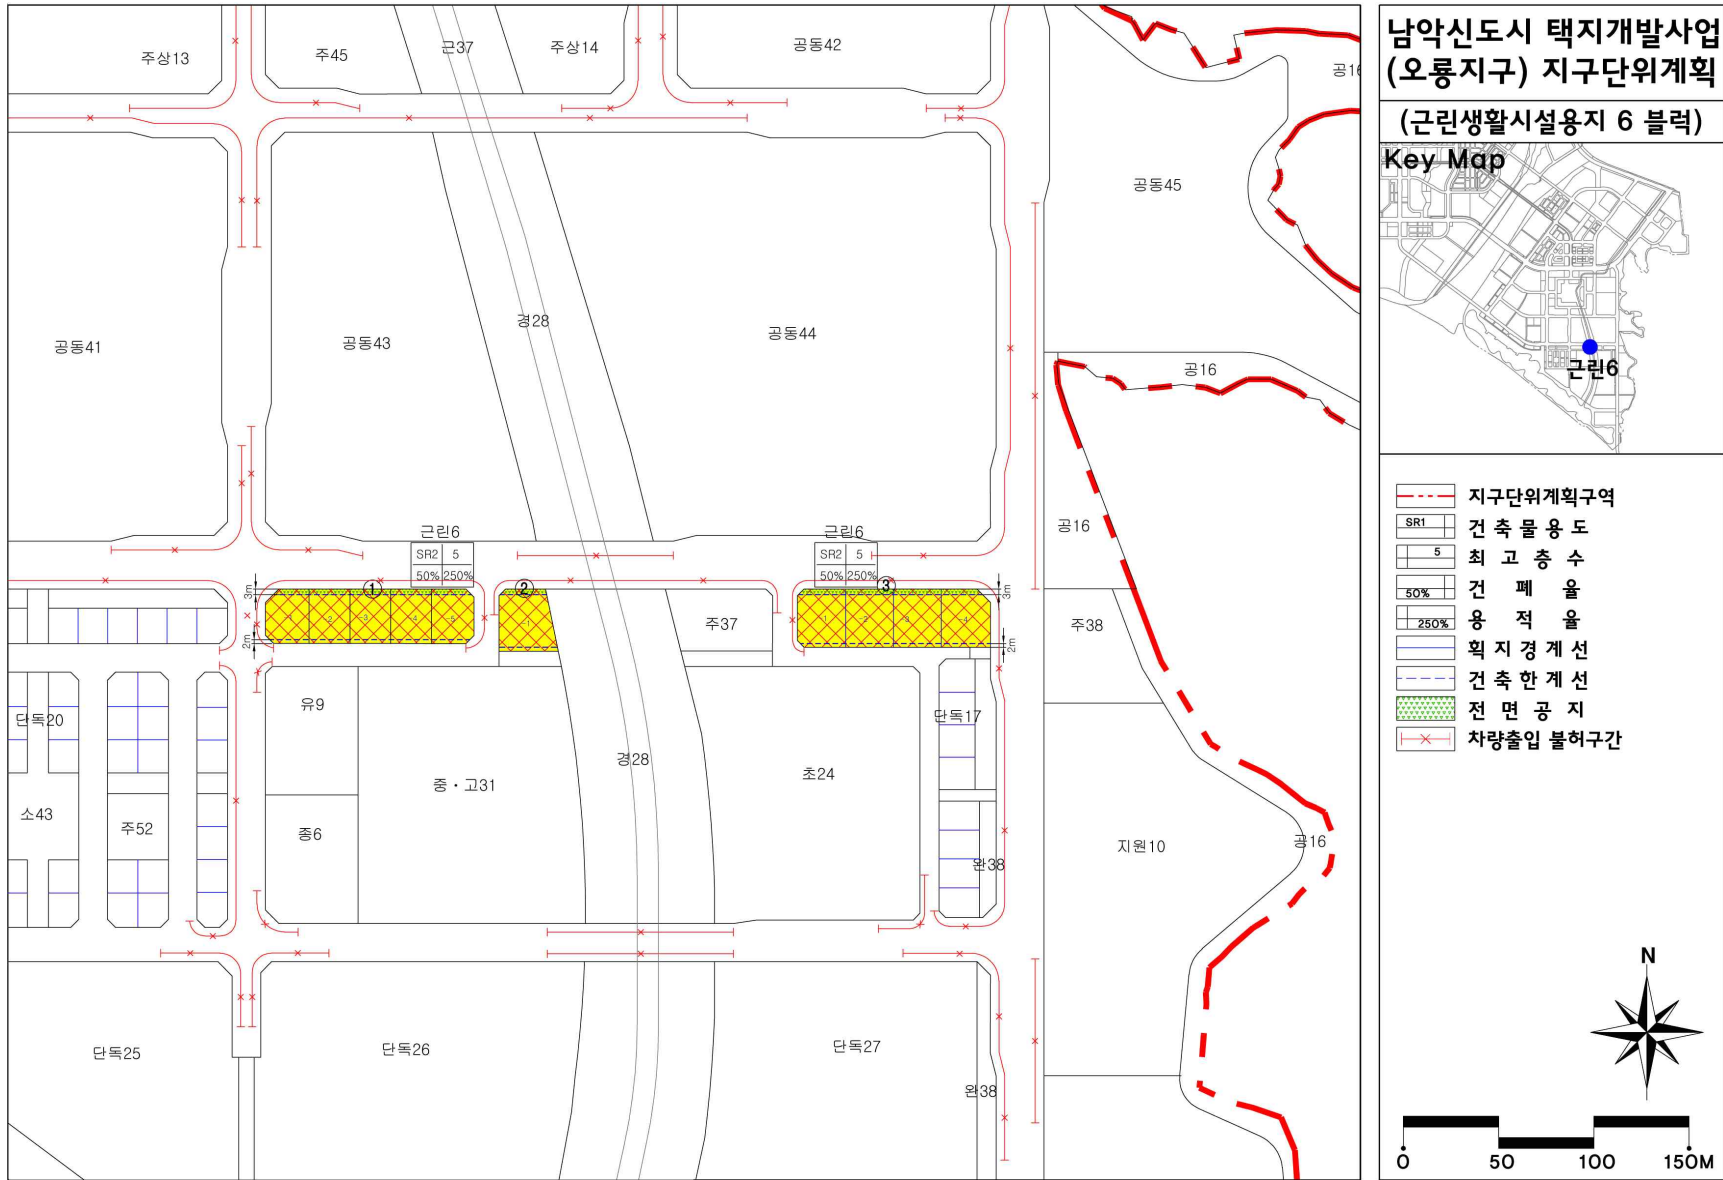 남악신도시 택지개발사업
(오룡지구) 지구단위계획
(근린생활시설용지 6 블럭)
Key Map
근린6
지구단위계획구역
SR1 건 축 물 용 도
5 최 고 층 수
50% 건 폐 율
250% 용 적 율
획 지 경 계 선
건 축 한 계 선
전 면 공 지
차량출입 불허구간
N
0 50 100 150M
주상13
주45
근37
주상14
공동42
공16
공동45
공동41
공동43
경28
공동44
공16
공16
근린6
SR2 5
50% 250%
근린6
SR2 5
50% 250%
3m
①
②
③
3m
-1
-2
-3
-4
-5
-1
-1
-2
-3
-4
2m
2m
주37
주38
단독20
유9
단독17
경28
초24
중・고31
소43
주52
종6
지원10
공16
완38
단독25
단독26
단독27
완38